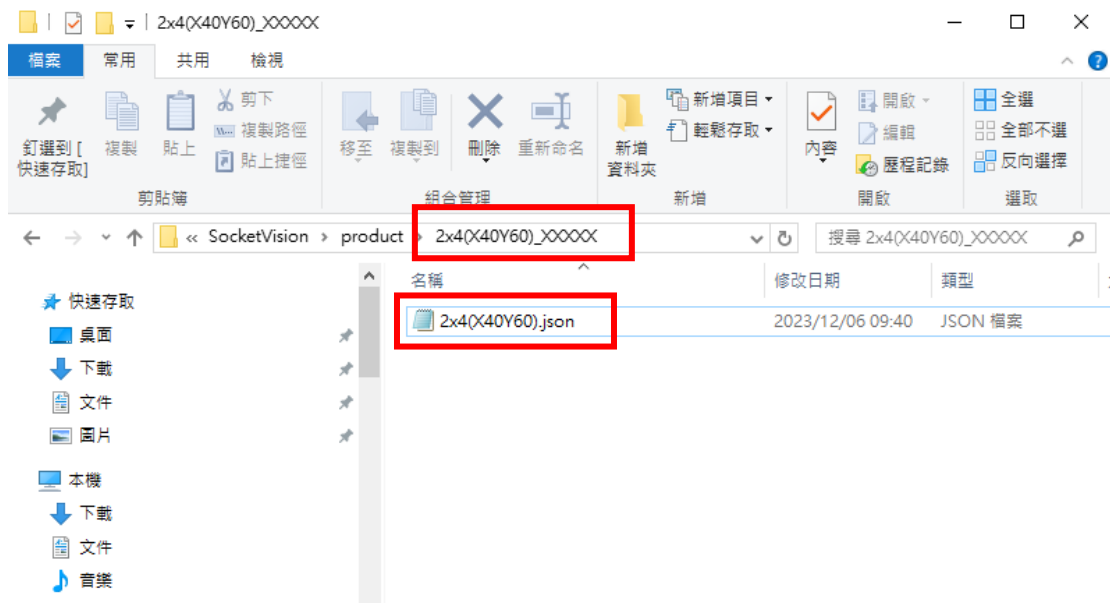 2x4(X40Y60)_XXXXX
檔案 常用 共用 檢視
釘選到 [
快速存取]
複製
貼上
剪下
複製路徑
貼上捷徑
剪貼簿
移至
複製到
刪除
重新命名
組合管理
新增
資料夾
新增項目
輕鬆存取
新增
內容
開啟
編輯
歷程記錄
開啟
全選
全部不選
反向選擇
選取
« SocketVision › product › 2x4(X40Y60)_XXXXX
搜尋 2x4(X40Y60)_XXXXX
名稱 修改日期 類型
2x4(X40Y60).json 2023/12/06 09:40 JSON 檔案
快速存取
桌面
下載
文件
圖片
本機
下載
文件
音樂